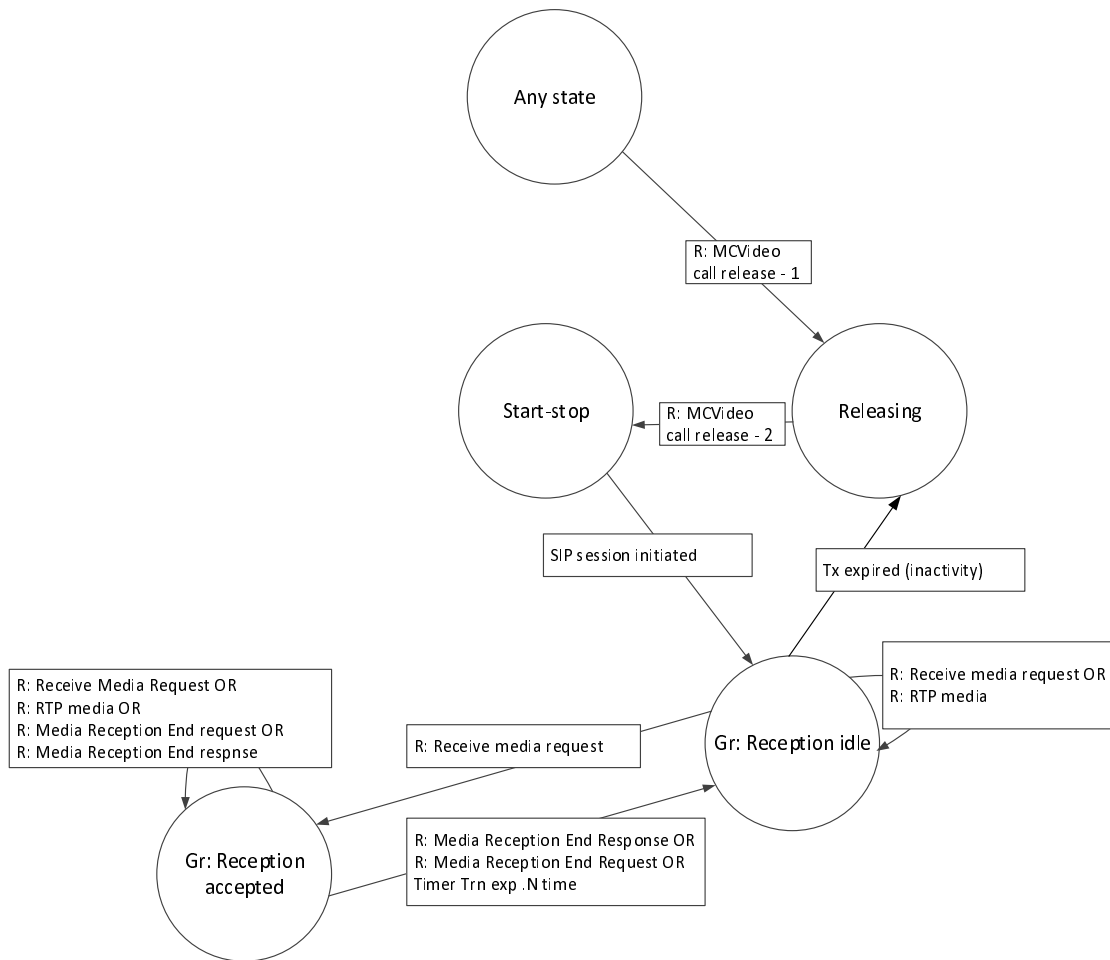 Any state
R: MCVideo
call release - 1
Start-stop
R: MCVideo
call release - 2
Releasing
SIP session initiated
Tx expired (inactivity)
R: Receive Media Request OR
R: RTP media OR
R: Media Reception End request OR
R: Media Reception End respnse
R: Receive media request
Gr: Reception idle
R: Receive media request OR
R: RTP media
Gr: Reception
accepted
R: Media Reception End Response OR
R: Media Reception End Request OR
Timer Trn exp .N time